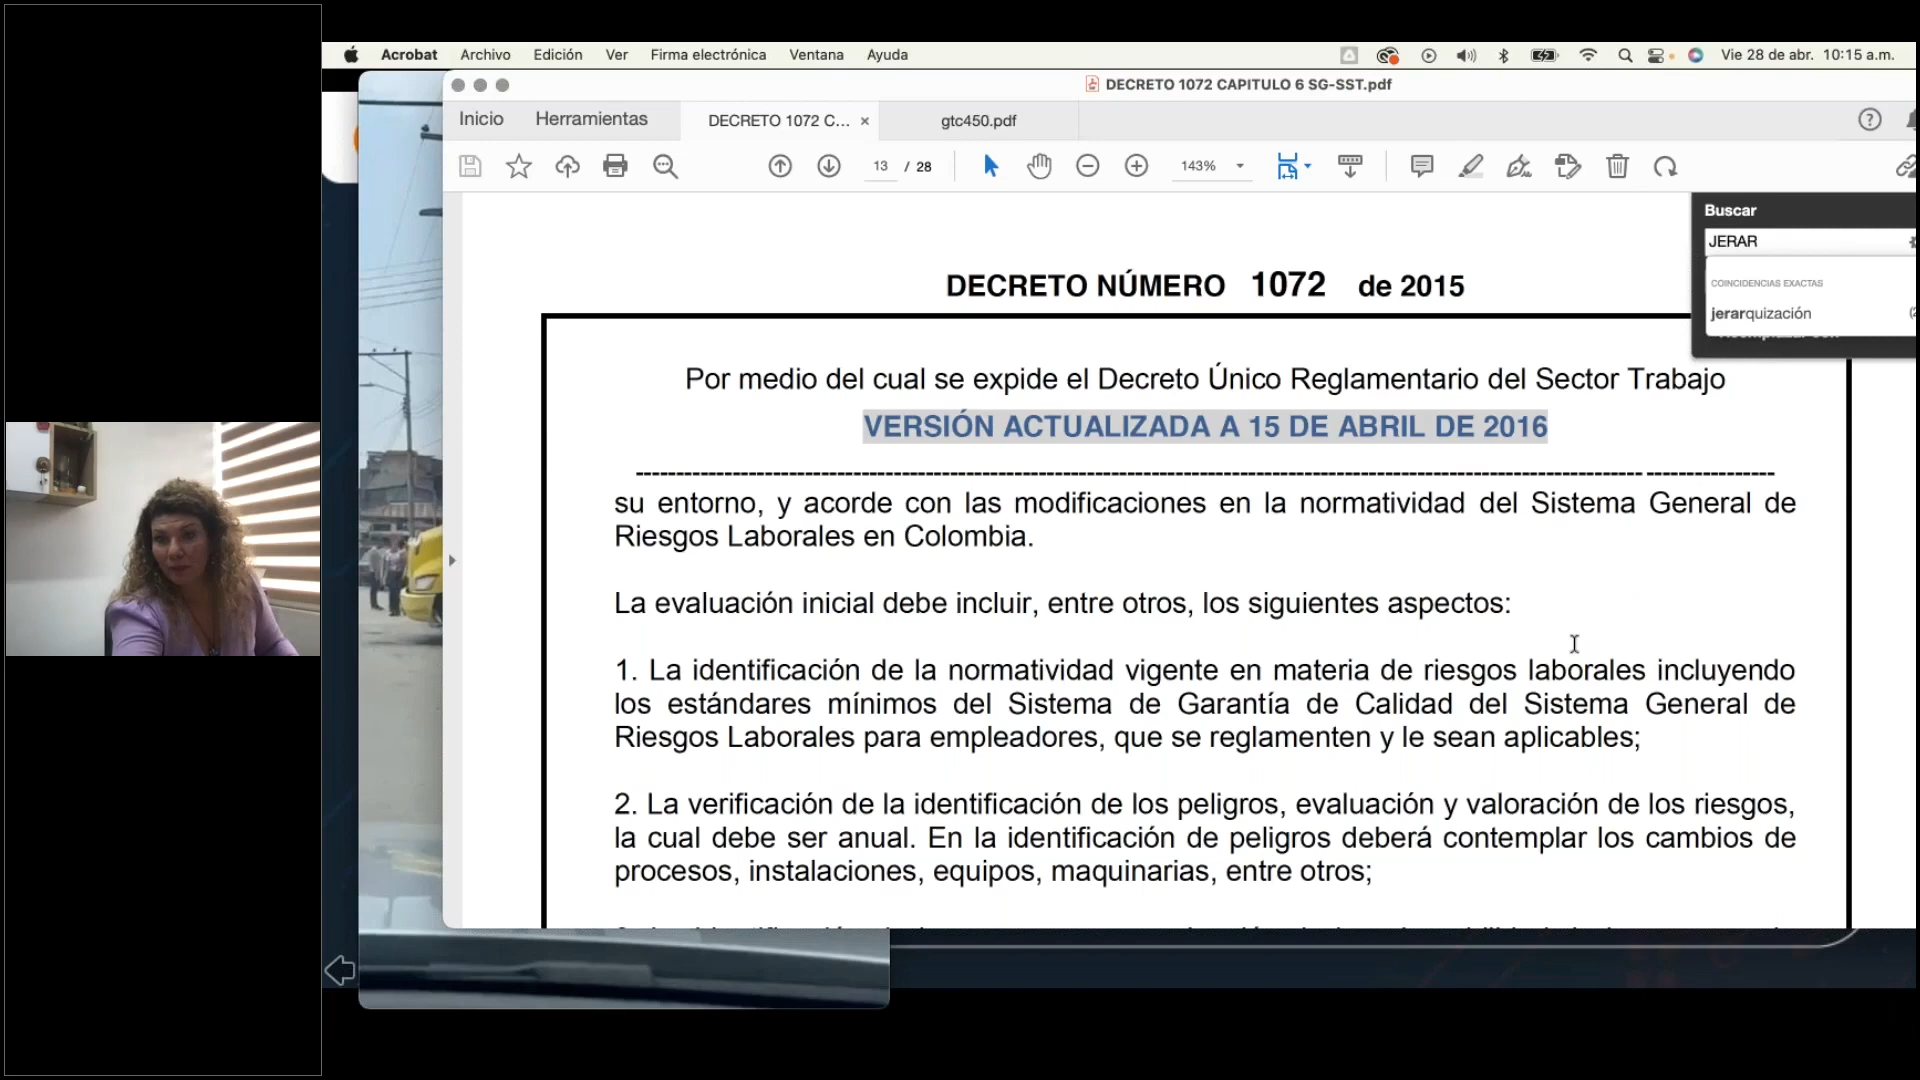 Acrobat Archivo Edición Ver Firma electrónica Ventana Ayuda Vie 28 de abr. 10:15 a.m.
DECRETO 1072 CAPITULO 6 SG-SST.pdf
Inicio Herramientas DECRETO 1072 C... × gtc450.pdf
13 / 28 143%
Buscar
JERAR
COINCIDENCIAS EXACTAS
jerarquización
DECRETO NÚMERO 1072 de 2015
Por medio del cual se expide el Decreto Único Reglamentario del Sector Trabajo
VERSIÓN ACTUALIZADA A 15 DE ABRIL DE 2016
su entorno, y acorde con las modificaciones en la normatividad del Sistema General de
Riesgos Laborales en Colombia.
La evaluación inicial debe incluir, entre otros, los siguientes aspectos:
1. La identificación de la normatividad vigente en materia de riesgos laborales incluyendo
los estándares mínimos del Sistema de Garantía de Calidad del Sistema General de
Riesgos Laborales para empleadores, que se reglamenten y le sean aplicables;
2. La verificación de la identificación de los peligros, evaluación y valoración de los riesgos,
la cual debe ser anual. En la identificación de peligros deberá contemplar los cambios de
procesos, instalaciones, equipos, maquinarias, entre otros;